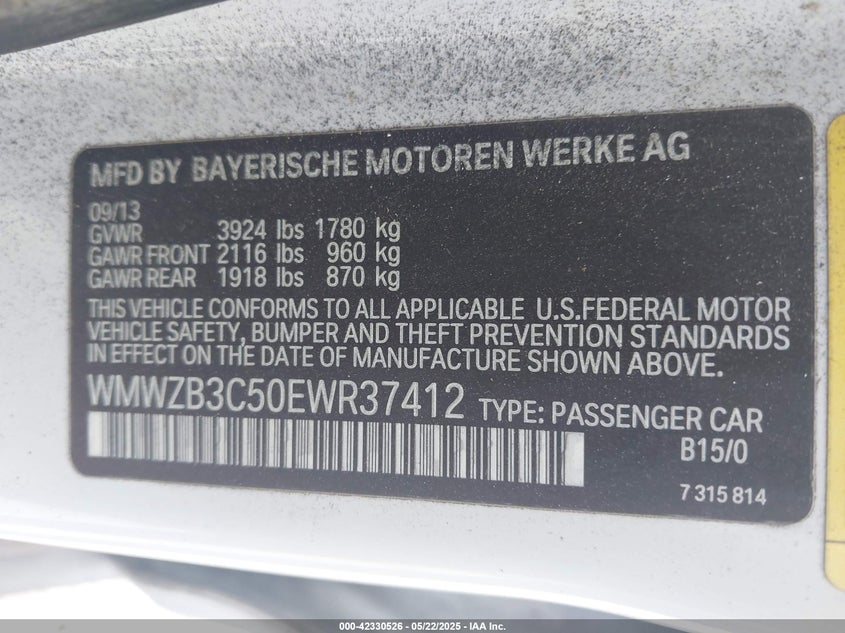 MFD BY BAYERISCHE MOTOREN WERKE AG
09/13
GVWR 3924 lbs 1780 kg
GAWR FRONT 2116 lbs 960 kg
GAWR REAR 1918 lbs 870 kg
THIS VEHICLE CONFORMS TO ALL APPLICABLE U.S.FEDERAL MOTOR
VEHICLE SAFETY, BUMPER AND THEFT PREVENTION STANDARDS
IN EFFECT ON THE DATE OF MANUFACTURE SHOWN ABOVE.
WMWZB3C50EWR37412 TYPE: PASSENGER CAR
B15/0
7 315 814
000-42330526 - 05/22/2025 - IAA Inc.